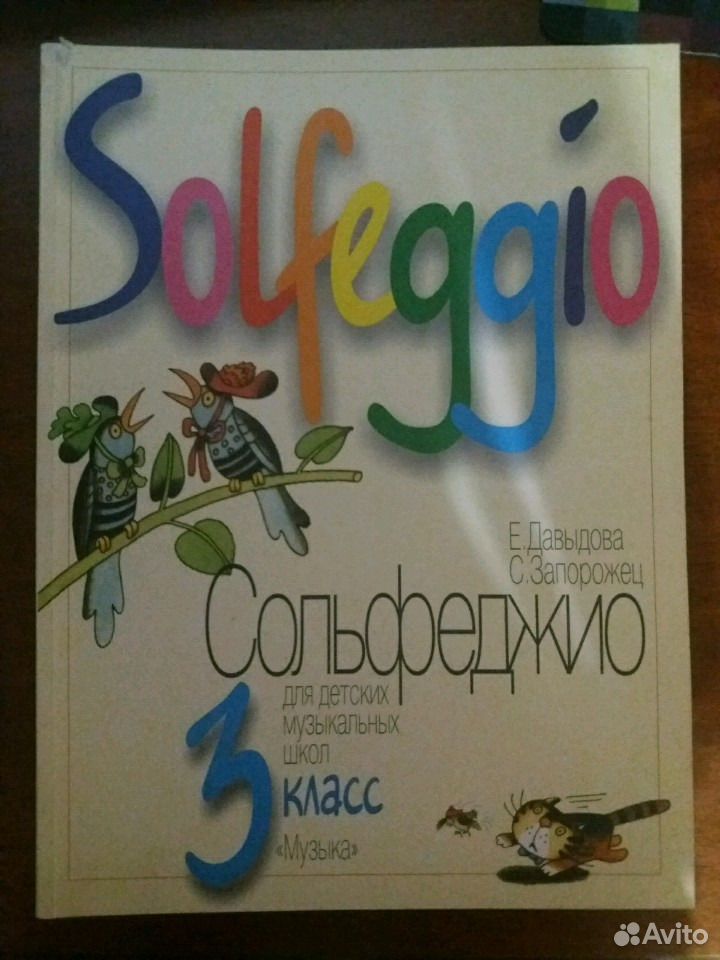 Solfeggio
Е.Давыдова
С.Запорожец
Сольфеджио
для детских
музыкальных
школ
3 класс
«Музыка»
Avito